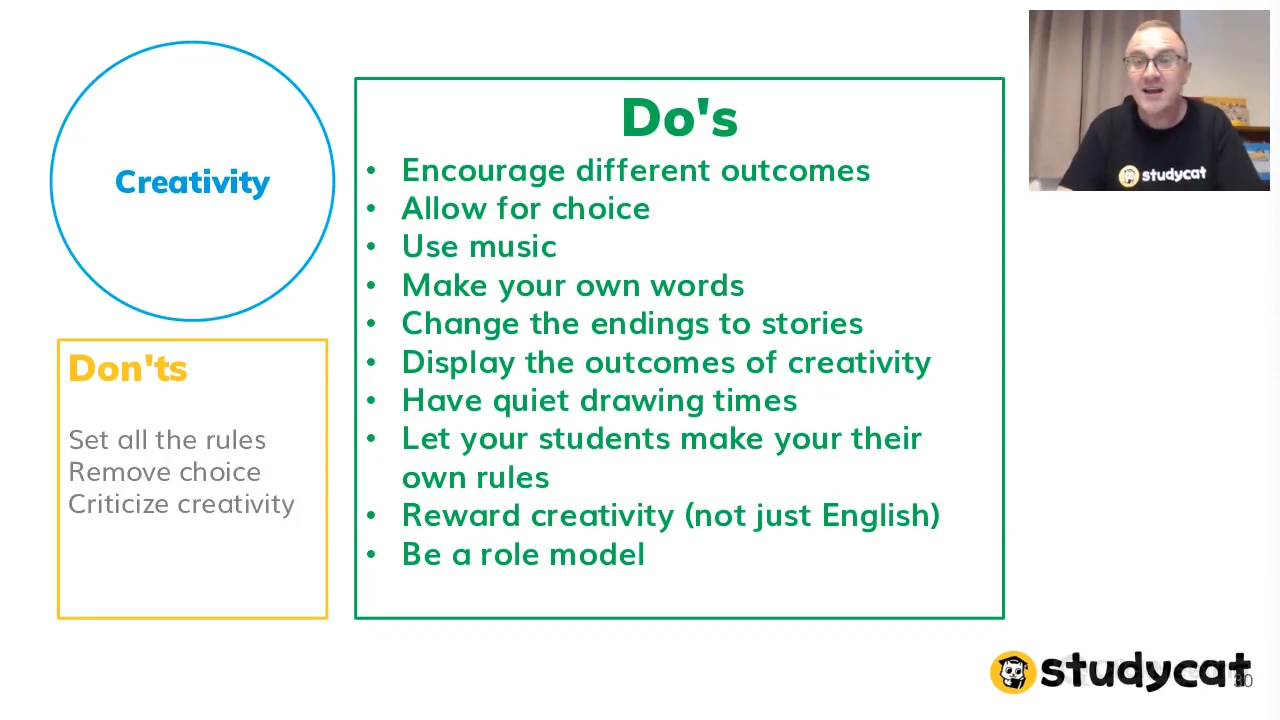 Creativity
Don'ts
Set all the rules
Remove choice
Criticize creativity
Do's
• Encourage different outcomes
• Allow for choice
• Use music
• Make your own words
• Change the endings to stories
• Display the outcomes of creativity
• Have quiet drawing times
• Let your students make your their
own rules
• Reward creativity (not just English)
• Be a role model
studycat
studycat
30